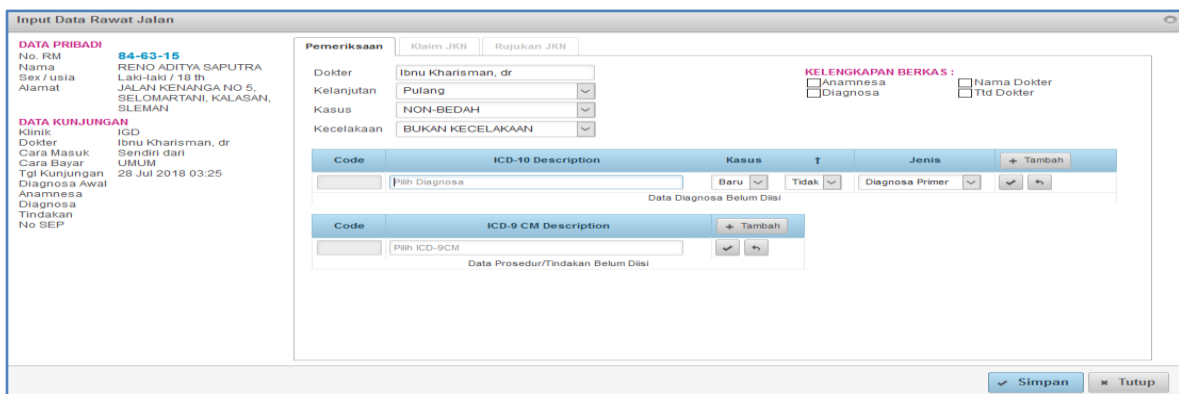 Input Data Rawat Jalan
DATA PRIBADI
No. RM 84-63-15
Nama RENO ADITYA SAPUTRA
Sex / usia Laki-laki / 18 th
Alamat JALAN KENANGA NO 5,
SELOMARTANI, KALASAN,
SLEMAN
DATA KUNJUNGAN
Klinik IGD
Dokter Ibnu Kharisman, dr
Cara Masuk Sendiri dari
Cara Bayar UMUM
Tgl Kunjungan 28 Jul 2018 03:25
Diagnosa Awal
Anamnesa
Diagnosa
Tindakan
No SEP
Pemeriksaan Klaim JKN Rujukan JKN
Dokter Ibnu Kharisman, dr
Kelanjutan Pulang
Kasus NON-BEDAH
Kecelakaan BUKAN KECELAKAAN
KELENGKAPAN BERKAS :
Anamnesa Nama Dokter
Diagnosa Ttd Dokter
Code ICD-10 Description Kasus † Jenis + Tambah
Pilih Diagnosa Baru Tidak Diagnosa Primer
Data Diagnosa Belum Diisi
Code ICD-9 CM Description + Tambah
Pilih ICD-9CM
Data Prosedur/Tindakan Belum Diisi
Simpan Tutup